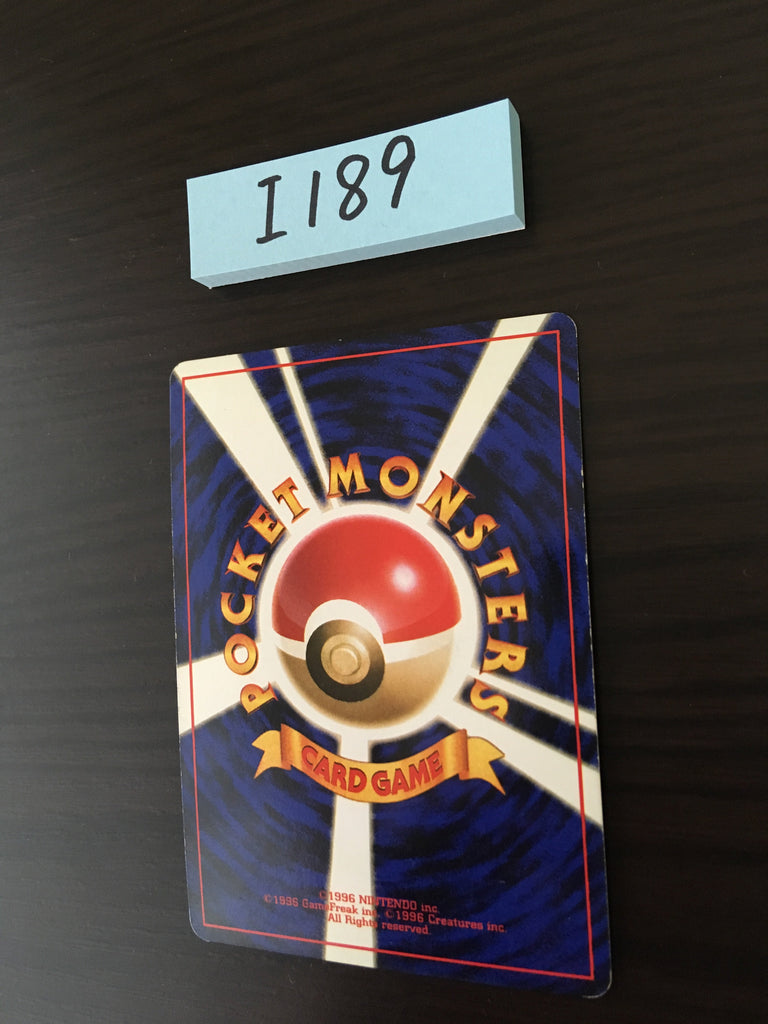 I189
POCKET MONSTERS
CARD GAME
©1996 NINTENDO inc.
©1996 GameFreak inc. ©1996 Creatures inc.
All Rights reserved.